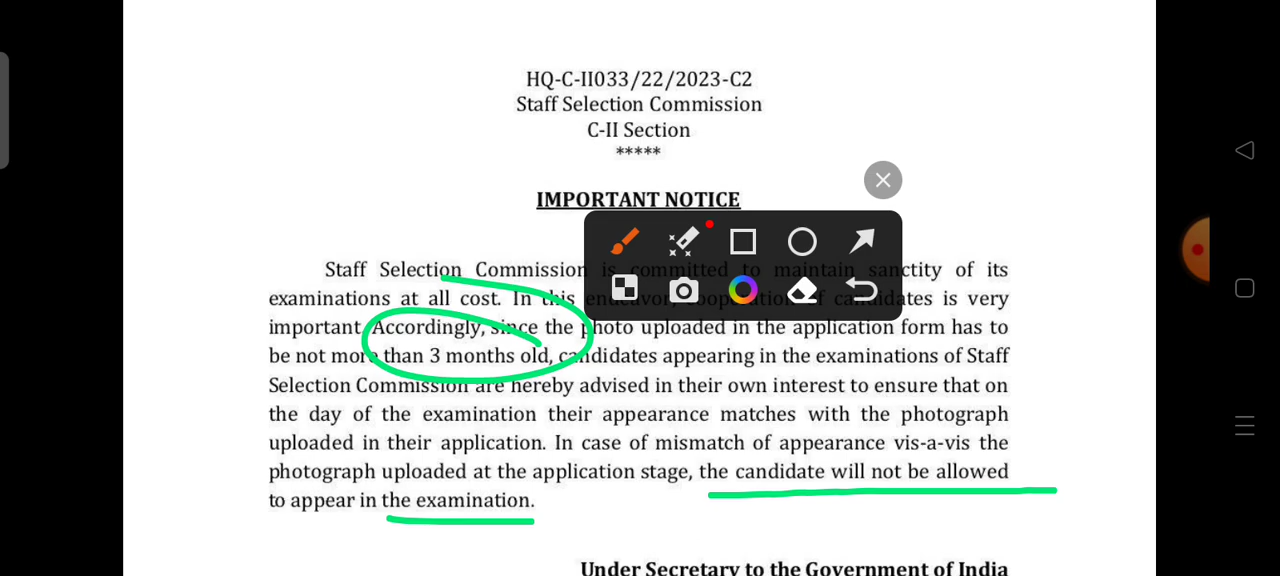 HQ-C-II033/22/2023-C2
Staff Selection Commission
C-II Section
*****
IMPORTANT NOTICE
Staff Selection Commission is committed to maintain sanctity of its
examinations at all cost. In this endeavor, cooperation of candidates is very
important. Accordingly, since the photo uploaded in the application form has to
be not more than 3 months old, candidates appearing in the examinations of Staff
Selection Commission are hereby advised in their own interest to ensure that on
the day of the examination their appearance matches with the photograph
uploaded in their application. In case of mismatch of appearance vis-a-vis the
photograph uploaded at the application stage, the candidate will not be allowed
to appear in the examination.
Under Secretary to the Government of India